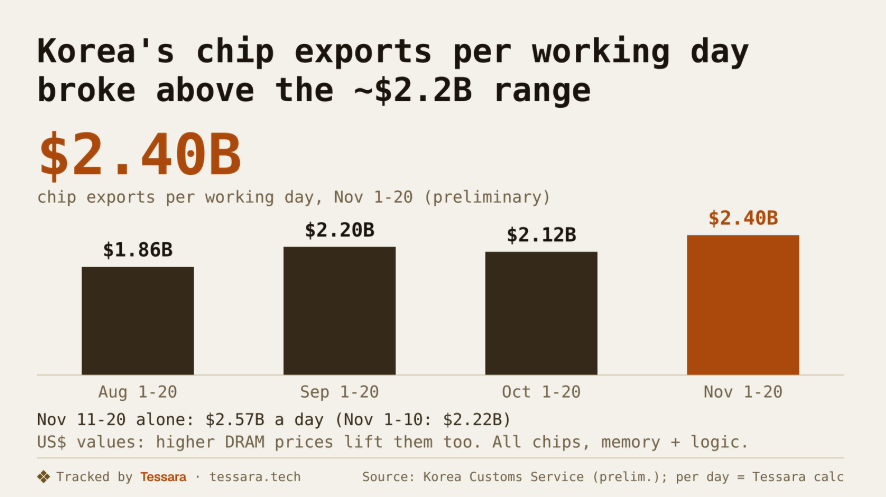 Korea's chip exports per working day
broke above the ~$2.2B range
$2.40B
chip exports per working day, Nov 1-20 (preliminary)
$1.86B
$2.20B
$2.12B
$2.40B
Aug 1-20
Sep 1-20
Oct 1-20
Nov 1-20
Nov 11-20 alone: $2.57B a day (Nov 1-10: $2.22B)
US$ values: higher DRAM prices lift them too. All chips, memory + logic.
Tracked by Tessara · tessara.tech
Source: Korea Customs Service (prelim.); per day = Tessara calc